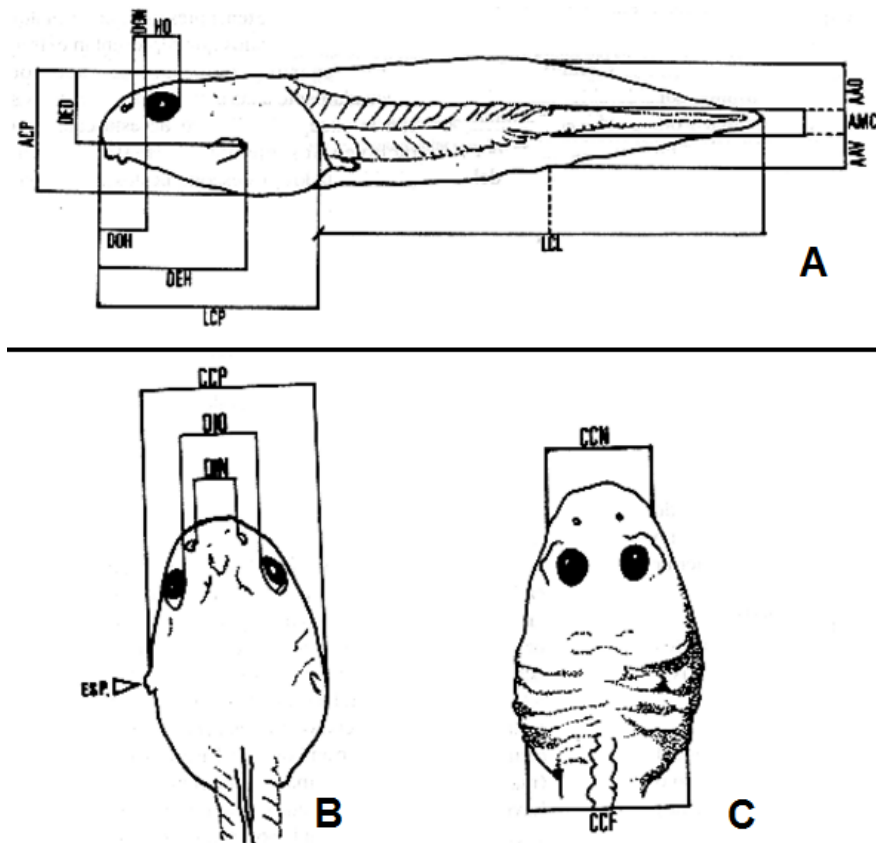 DON
HO
ACP
DED
AAD
AMC
AAV
DOH
LCL
A
DEH
LCP
CCP
DIO
DIN
CCN
ESP.
B
C
CCF